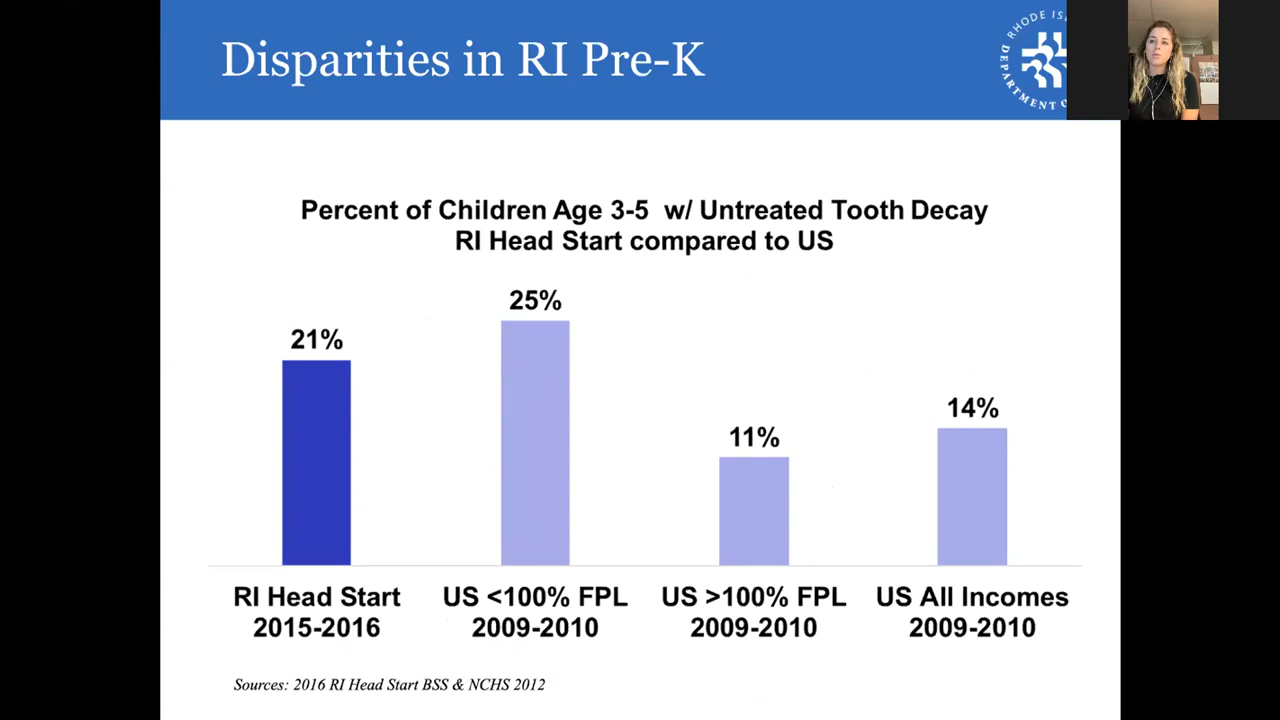 Disparities in RI Pre-K
RHODE
DEPARTMENT
Percent of Children Age 3-5 w/ Untreated Tooth Decay
RI Head Start compared to US
21%
25%
11%
14%
RI Head Start
2015-2016
US <100% FPL
2009-2010
US >100% FPL
2009-2010
US All Incomes
2009-2010
Sources: 2016 RI Head Start BSS & NCHS 2012